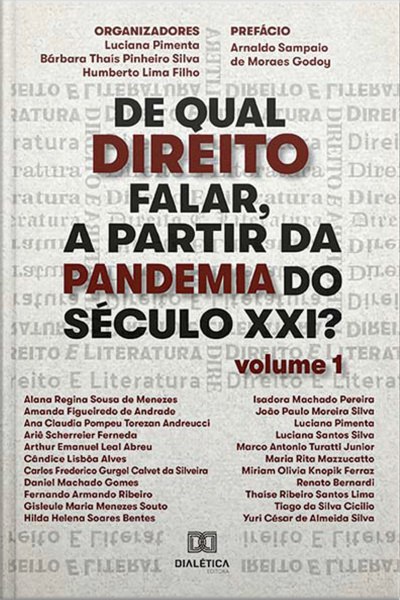 ORGANIZADORES
Luciana Pimenta
Bárbara Thaís Pinheiro Silva
Humberto Lima Filho
PREFÁCIO
Arnaldo Sampaio
de Moraes Godoy
DE QUAL
DIREITO
FALAR,
A PARTIR DA
PANDEMIA DO
SÉCULO XXI?
volume 1
Alana Regina Sousa de Menezes
Amanda Figueiredo de Andrade
Ana Claudia Pompeu Torezan Andreucci
Ariê Scherreier Ferneda
Arthur Emanuel Leal Abreu
Cândice Lisbôa Alves
Carlos Frederico Gurgel Calvet da Silveira
Daniel Machado Gomes
Fernando Armando Ribeiro
Gisleule Maria Menezes Souto
Hilda Helena Soares Bentes
Isadora Machado Pereira
João Paulo Moreira Silva
Luciana Pimenta
Luciana Santos Silva
Marco Antonio Turatti Junior
Maria Rita Mazzucatto
Miriam Olivia Knopik Ferraz
Renato Bernardi
Thaise Ribeiro Santos Lima
Tiago da Silva Cicilio
Yuri César de Almeida Silva
DIALÉTICA
EDITORA